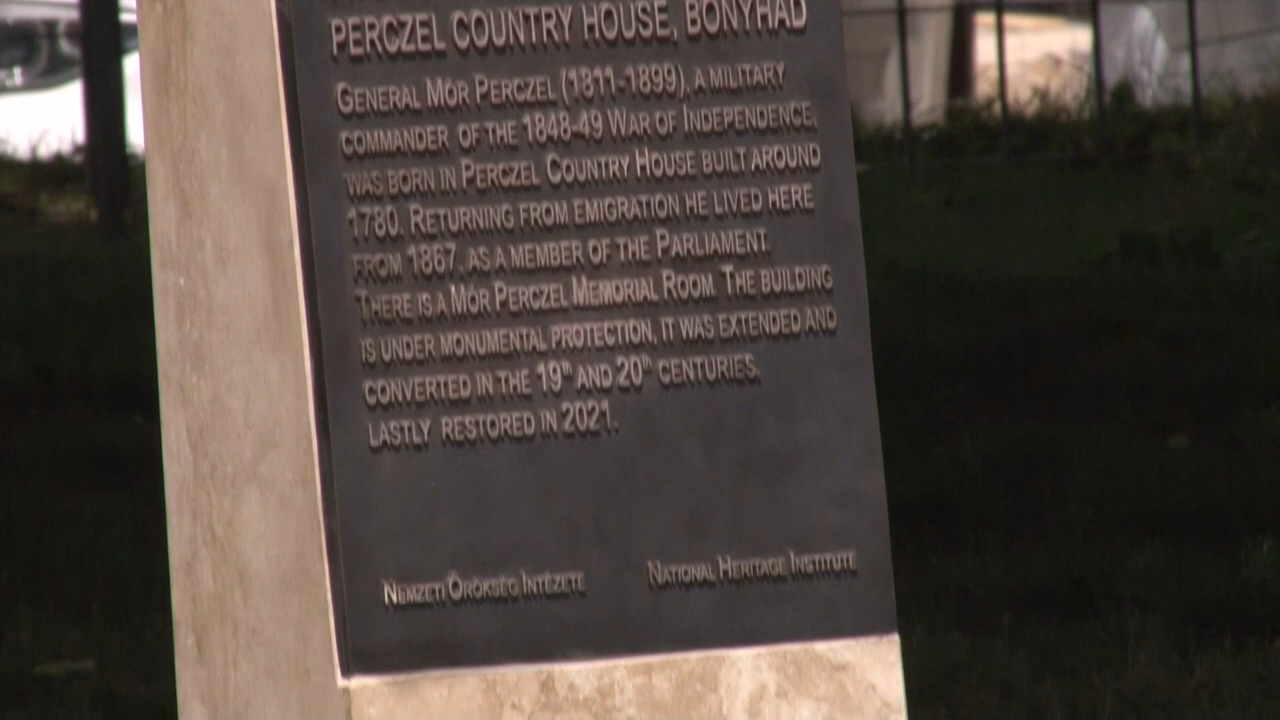 PERCZEL COUNTRY HOUSE, BONYHÁD
GENERAL MÓR PERCZEL (1811-1899), A MILITARY
COMMANDER OF THE 1848-49 WAR OF INDEPENDENCE,
WAS BORN IN PERCZEL COUNTRY HOUSE BUILT AROUND
1780. RETURNING FROM EMIGRATION HE LIVED HERE
FROM 1867, AS A MEMBER OF THE PARLIAMENT.
THERE IS A MÓR PERCZEL MEMORIAL ROOM. THE BUILDING
IS UNDER MONUMENTAL PROTECTION, IT WAS EXTENDED AND
CONVERTED IN THE 19th AND 20th CENTURIES.
LASTLY RESTORED IN 2021.
NEMZETI ÖRÖKSÉG INTÉZETE
NATIONAL HERITAGE INSTITUTE